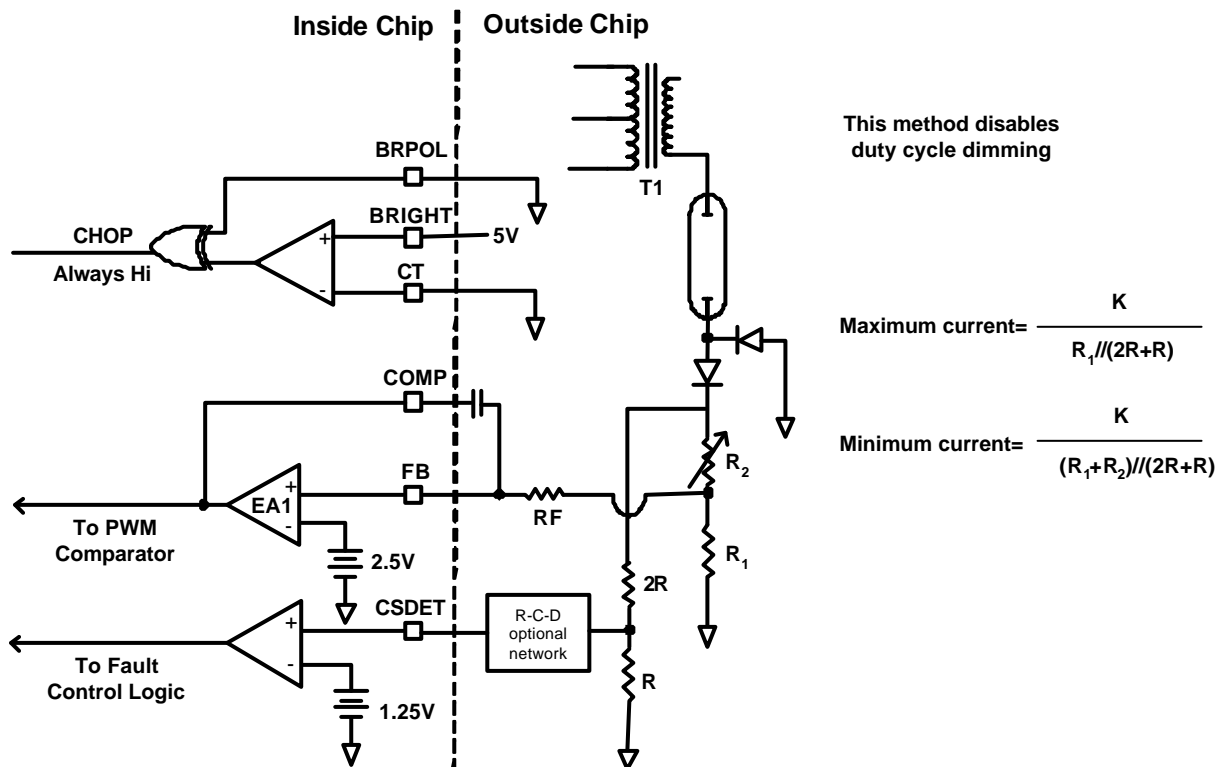 Inside Chip
Outside Chip
This method disables
duty cycle dimming
BRPOL
T1
BRIGHT
+
5V
CHOP
Always Hi
CT
-
K
Maximum current=
R1//(2R+R)
COMP
K
Minimum current=
(R1+R2)//(2R+R)
R2
FB
+
EA1
-
RF
To PWM
Comparator
2.5V
R1
2R
CSDET
+
R-C-D
optional
network
-
To Fault
Control Logic
R
1.25V